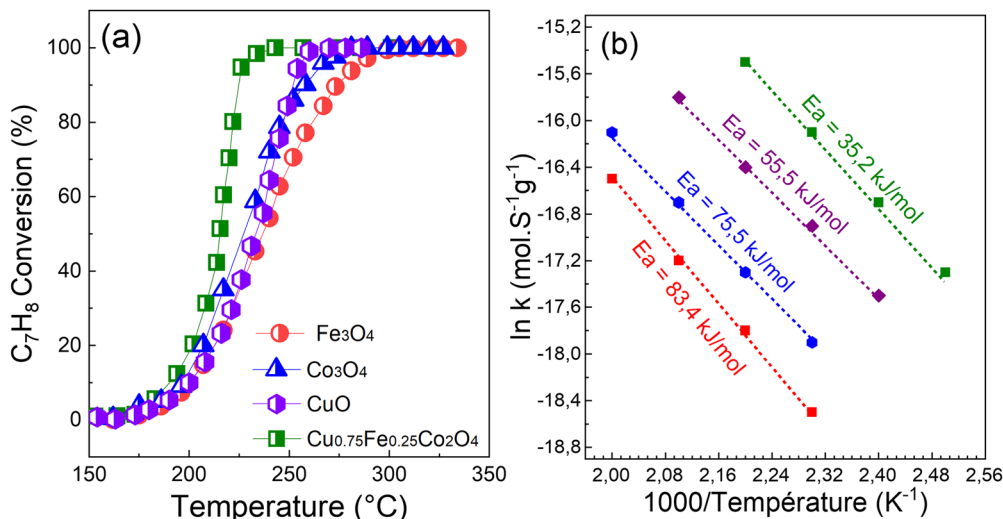 (a)
C₇H₈ Conversion (%)
100
80
60
40
20
0
Fe₃O₄
Co₃O₄
CuO
Cu₀.₇₅Fe₀.₂₅Co₂O₄
150
200
250
300
350
Temperature (°C)
(b)
ln k (mol.S⁻¹g⁻¹)
-15,2
-15,6
-16,0
-16,4
-16,8
-17,2
-17,6
-18,0
-18,4
-18,8
Ea = 35,2 kJ/mol
Ea = 55,5 kJ/mol
Ea = 75,5 kJ/mol
Ea = 83,4 kJ/mol
2,00
2,08
2,16
2,24
2,32
2,40
2,48
2,56
1000/Température (K⁻¹)